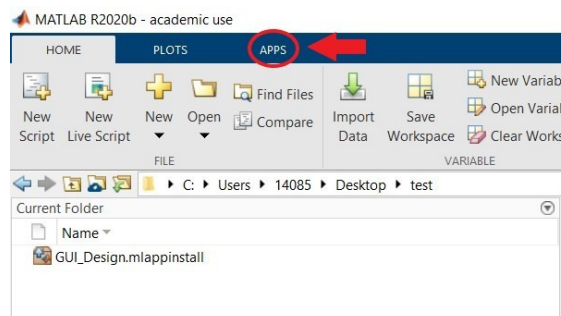 MATLAB R2020b - academic use
HOME PLOTS APPS
New Script
New Live Script
New
Open
Find Files
Compare
Import Data
Save Workspace
New Variab
Open Varial
Clear Works
FILE
VARIABLE
C: Users 14085 Desktop test
Current Folder
Name
GUI_Design.mlappinstall